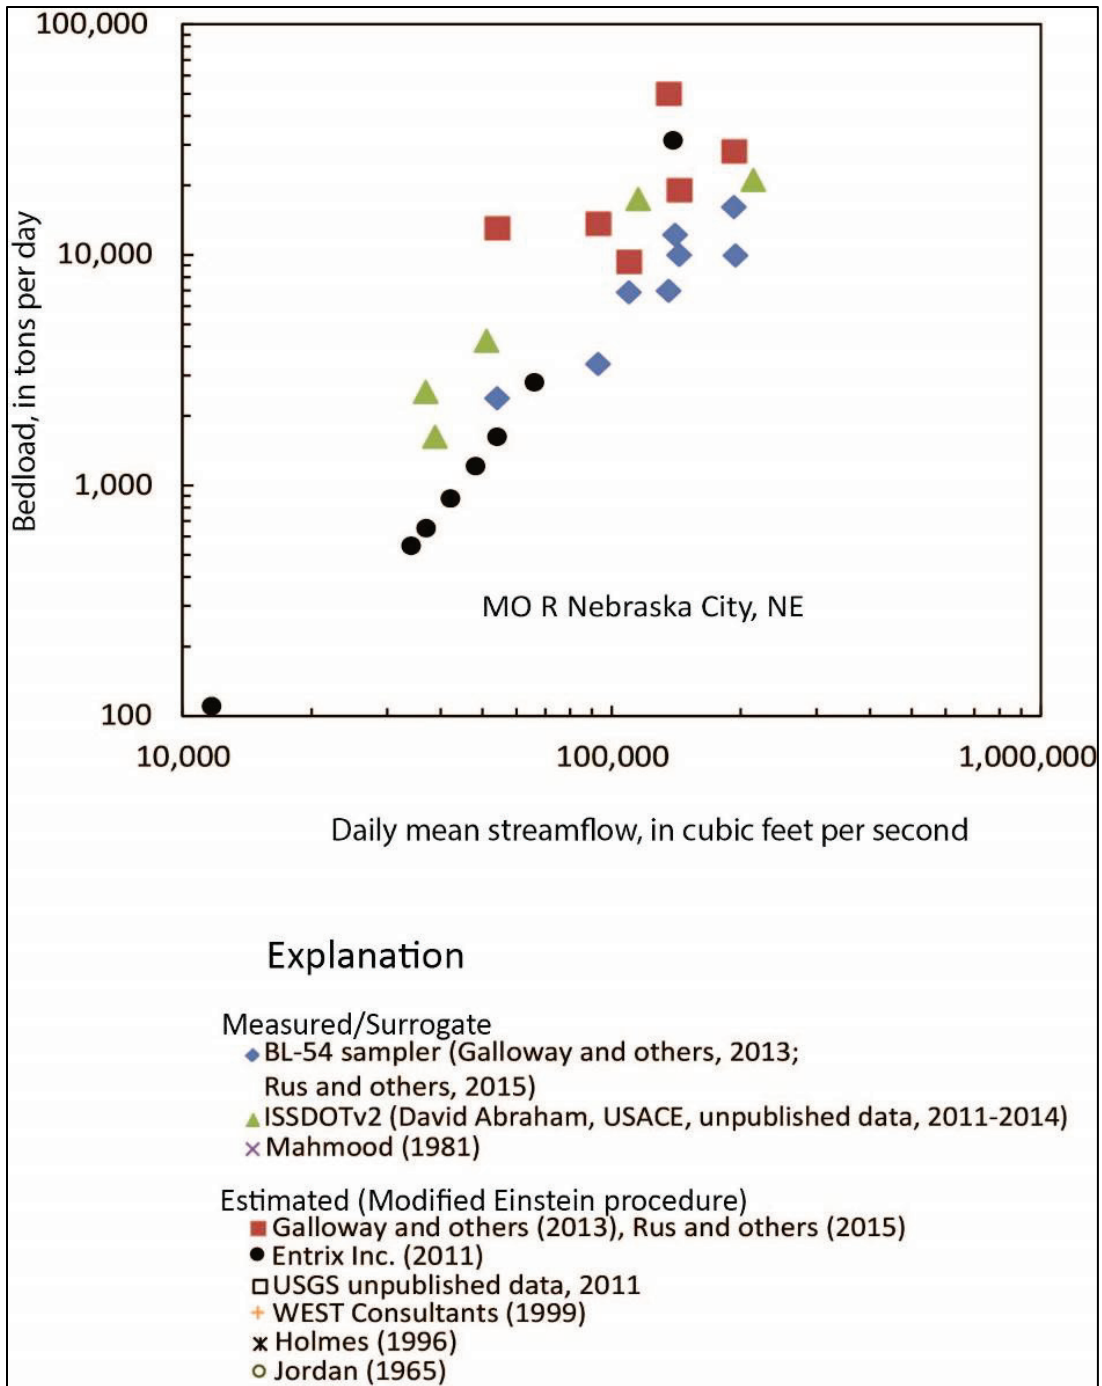 100,000
10,000
1,000
100
Bedload, in tons per day
MO R Nebraska City, NE
10,000
100,000
1,000,000
Daily mean streamflow, in cubic feet per second
Explanation
Measured/Surrogate
BL-54 sampler (Galloway and others, 2013;
Rus and others, 2015)
ISSDOTv2 (David Abraham, USACE, unpublished data, 2011-2014)
Mahmood (1981)
Estimated (Modified Einstein procedure)
Galloway and others (2013), Rus and others (2015)
Entrix Inc. (2011)
USGS unpublished data, 2011
WEST Consultants (1999)
Holmes (1996)
Jordan (1965)